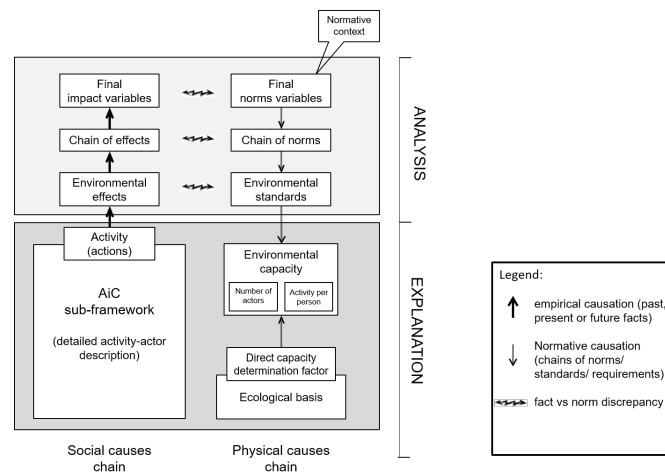 Normative
context
Final
impact variables
Final
norms variables
Chain of effects
Chain of norms
Environmental
effects
Environmental
standards
ANALYSIS
Activity
(actions)
AiC
sub-framework
(detailed activity-actor
description)
Environmental
capacity
Number of
actors
Activity per
person
Direct capacity
determination factor
Ecological basis
EXPLANATION
Social causes
chain
Physical causes
chain
Legend:
empirical causation (past,
present or future facts)
Normative causation
(chains of norms/
standards/ requirements)
fact vs norm discrepancy